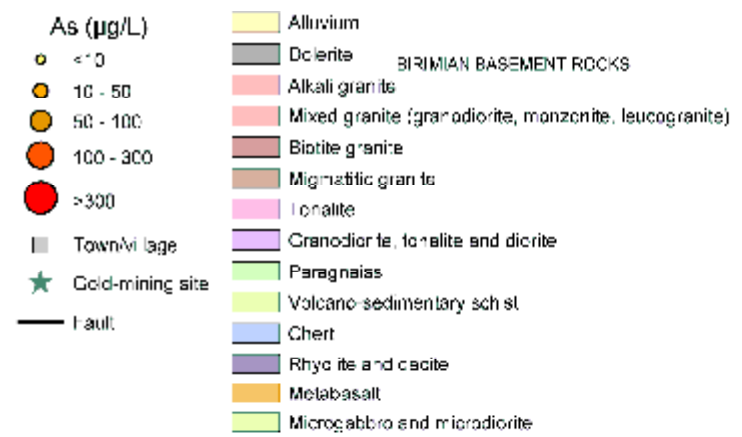 As (µg/L)
<10
10 - 50
50 - 100
100 - 300
>300
Town/village
Gold-mining site
Fault
Alluvium
Dolerite
BIRIMIAN BASEMENT ROCKS
Alkali granite
Mixed granite (granodiorite, monzonite, leucogranite)
Biotite granite
Migmatitic granite
Tonalite
Granodiorite, tonalite and diorite
Paragneiss
Volcano-sedimentary schist
Chert
Rhyolite and dacite
Metabasalt
Microgabbro and microdiorite